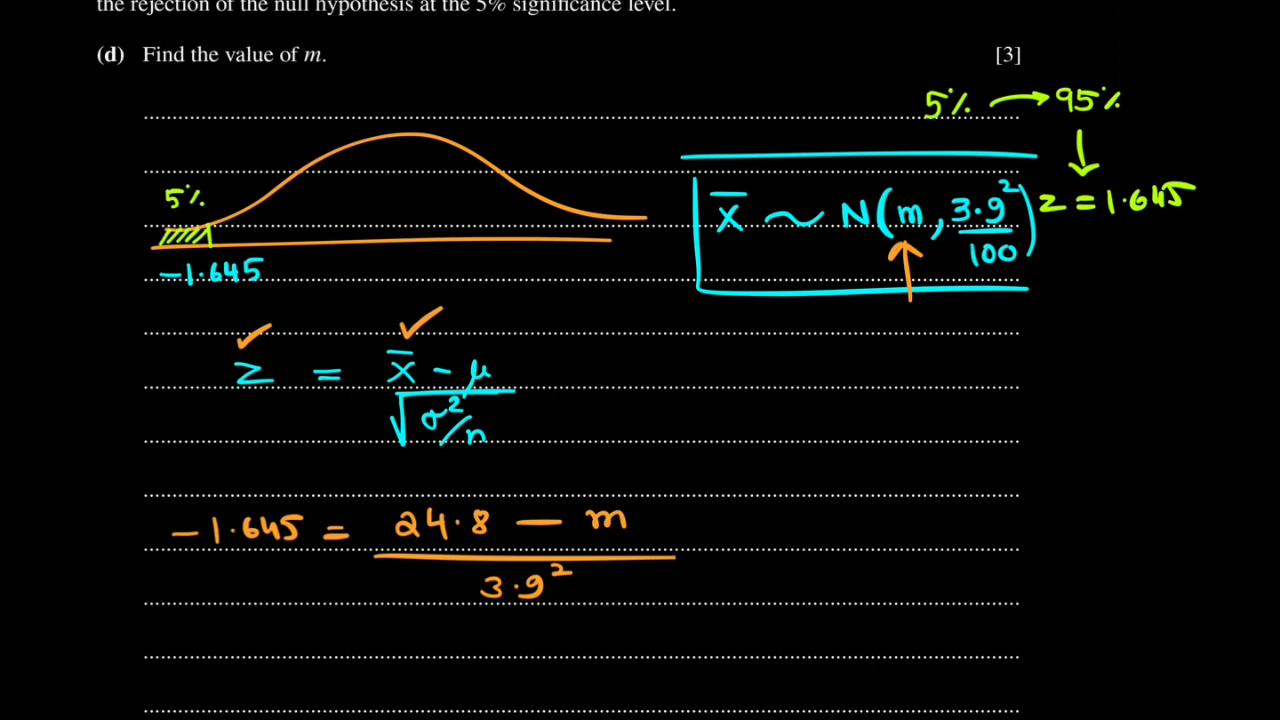 the rejection of the null hypothesis at the 5% significance level.
(d) Find the value of m. [3]
5% → 95%
↓
5%
X̄ ~ N(m, 3.9²/100) z = 1.645
-1.645
z = X̄ - μ
√σ²/n
-1.645 = 24.8 - m
3.9²